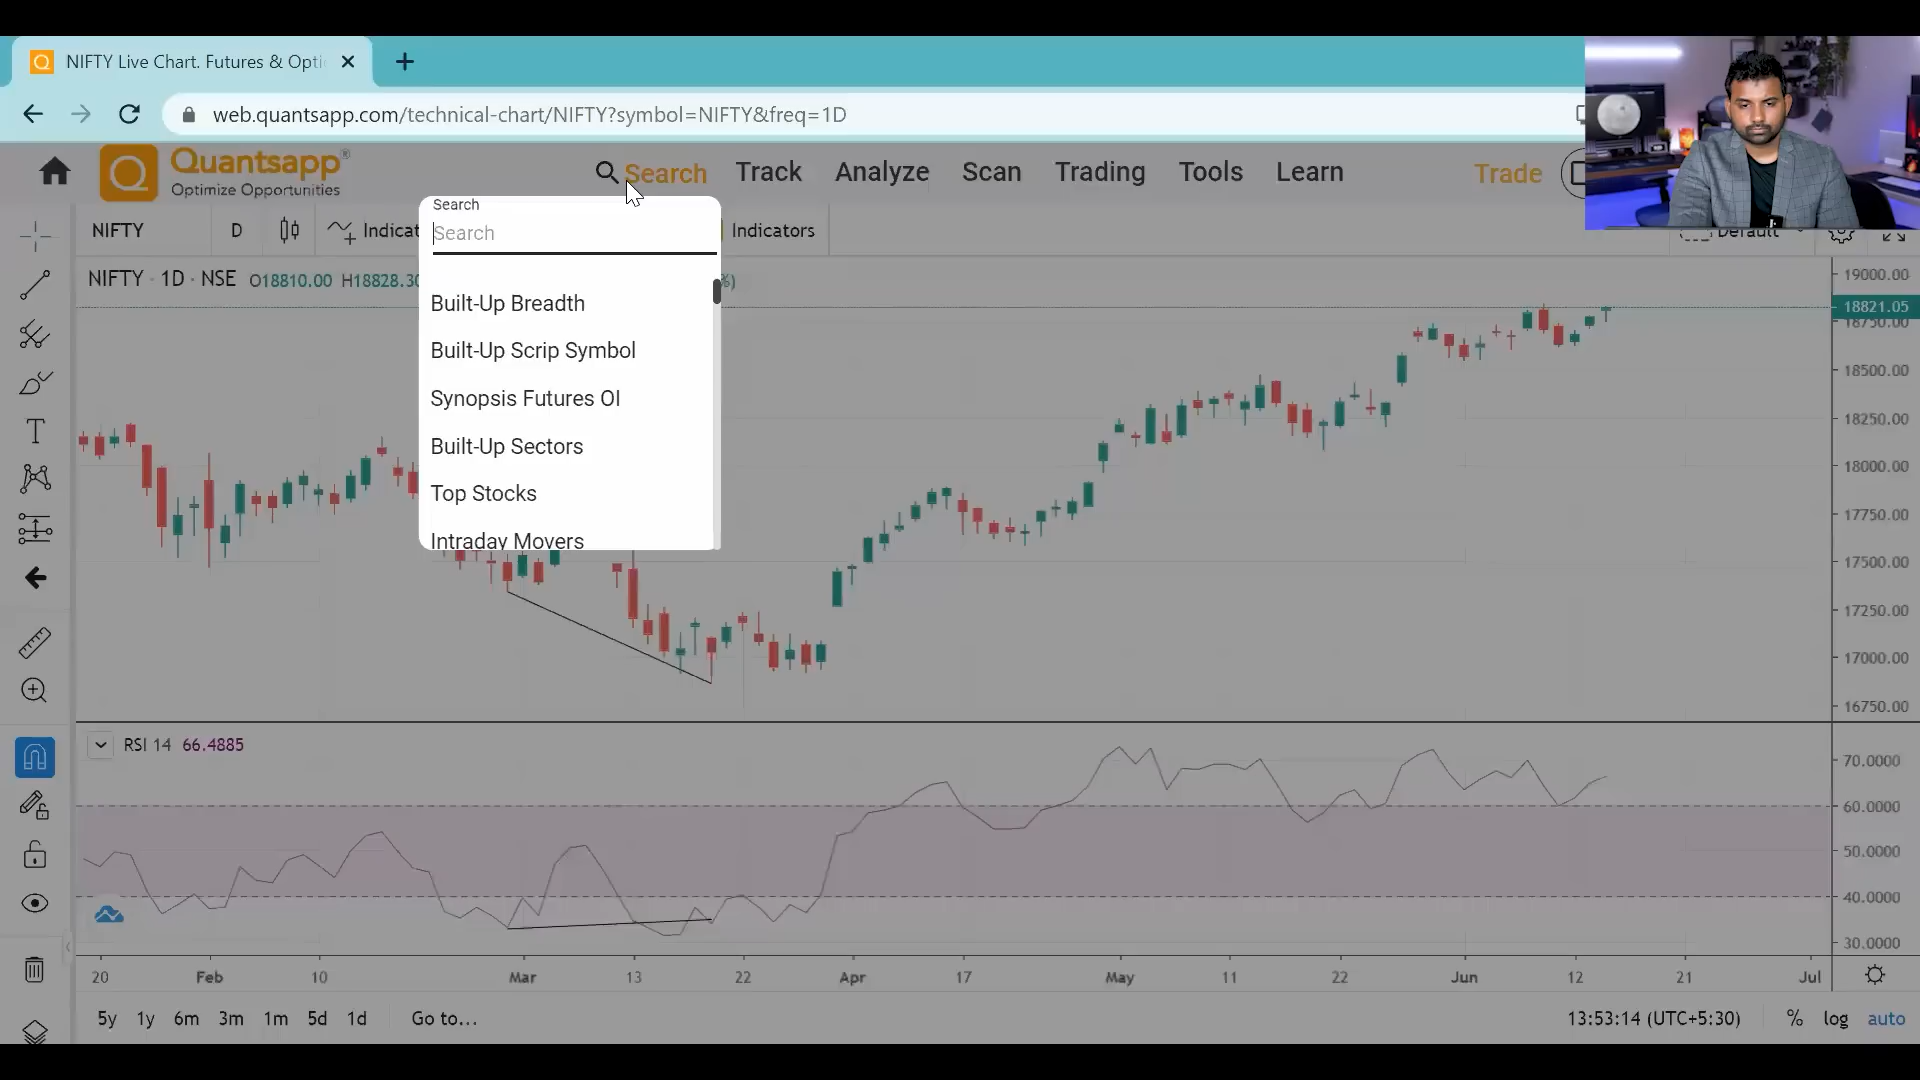 NIFTY Live Chart. Futures & Opti
web.quantsapp.com/technical-chart/NIFTY?symbol=NIFTY&freq=1D
Quantsapp®
Optimize Opportunities
Search
Track
Analyze
Scan
Trading
Tools
Learn
Trade
NIFTY
D
Indicat
Indicators
Default
Search
Search
NIFTY · 1D · NSE O18810.00 H18828.30
%)
Built-Up Breadth
Built-Up Scrip Symbol
Synopsis Futures OI
Built-Up Sectors
Top Stocks
Intraday Movers
19000.00
18821.05
18750.00
18500.00
18250.00
18000.00
17750.00
17500.00
17250.00
17000.00
16750.00
RSI 14 66.4885
70.0000
60.0000
50.0000
40.0000
30.0000
20 Feb 10 Mar 13 22 Apr 17 May 11 22 Jun 12 21 Jul
5y 1y 6m 3m 1m 5d 1d Go to... 13:53:14 (UTC+5:30) % log auto